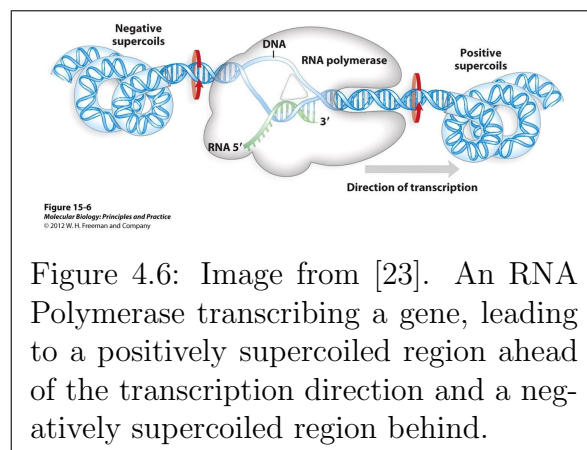 Negative
supercoils
DNA
RNA polymerase
Positive
supercoils
3′
RNA 5′
Direction of transcription
Figure 15-6
Molecular Biology: Principles and Practice
© 2012 W. H. Freeman and Company
Figure 4.6: Image from [23]. An RNA
Polymerase transcribing a gene, leading
to a positively supercoiled region ahead
of the transcription direction and a neg-
atively supercoiled region behind.